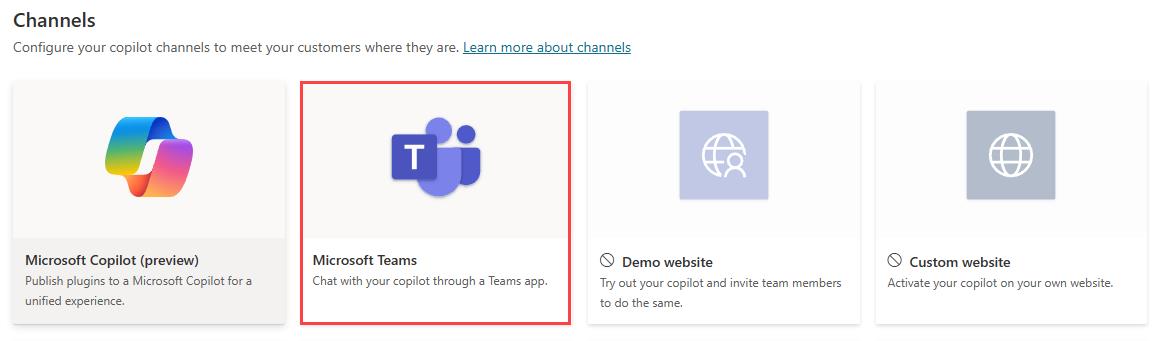 Channels
Configure your copilot channels to meet your customers where they are. Learn more about channels
T
Microsoft Copilot (preview)
Publish plugins to a Microsoft Copilot for a
unified experience.
Microsoft Teams
Chat with your copilot through a Teams app.
Demo website
Try out your copilot and invite team members
to do the same.
Custom website
Activate your copilot on your own website.